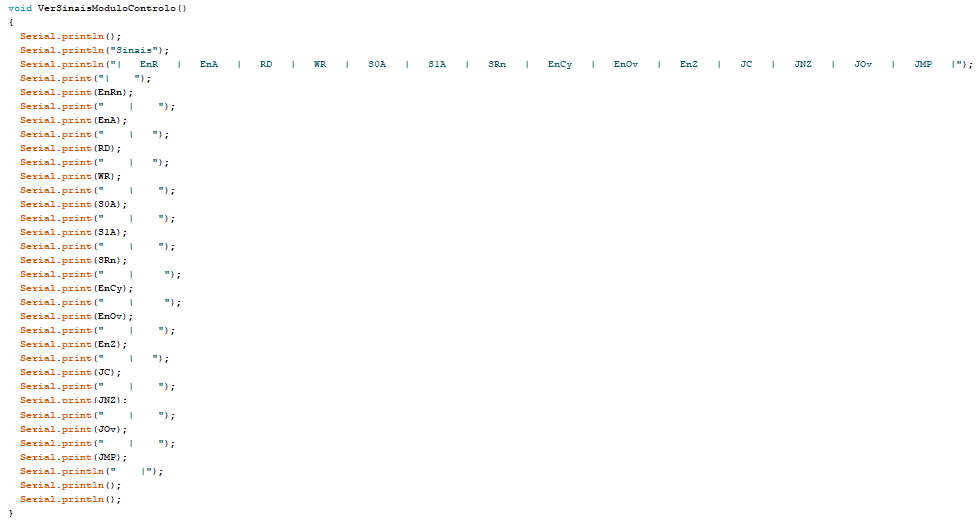 void VerSinaisModuloControlo()
{
  Serial.println();
  Serial.println("Sinais");
  Serial.println("|   EnR   |   EnA   |   RD   |   WR   |   S0A   |   S1A   |   SRn   |   EnCy   |   EnOv   |   EnZ   |   JC   |   JNZ   |   JOv   |   JMP   |");
  Serial.print("|    ");
  Serial.print(EnRn);
  Serial.print("    |    ");
  Serial.print(EnA);
  Serial.print("    |   ");
  Serial.print(RD);
  Serial.print("    |   ");
  Serial.print(WR);
  Serial.print("    |    ");
  Serial.print(S0A);
  Serial.print("    |    ");
  Serial.print(S1A);
  Serial.print("    |    ");
  Serial.print(SRn);
  Serial.print("    |     ");
  Serial.print(EnCy);
  Serial.print("    |     ");
  Serial.print(EnOv);
  Serial.print("    |    ");
  Serial.print(EnZ);
  Serial.print("    |   ");
  Serial.print(JC);
  Serial.print("    |    ");
  Serial.print(JNZ);
  Serial.print("    |    ");
  Serial.print(JOv);
  Serial.print("    |    ");
  Serial.print(JMP);
  Serial.println("    |");
  Serial.println();
  Serial.println();
}